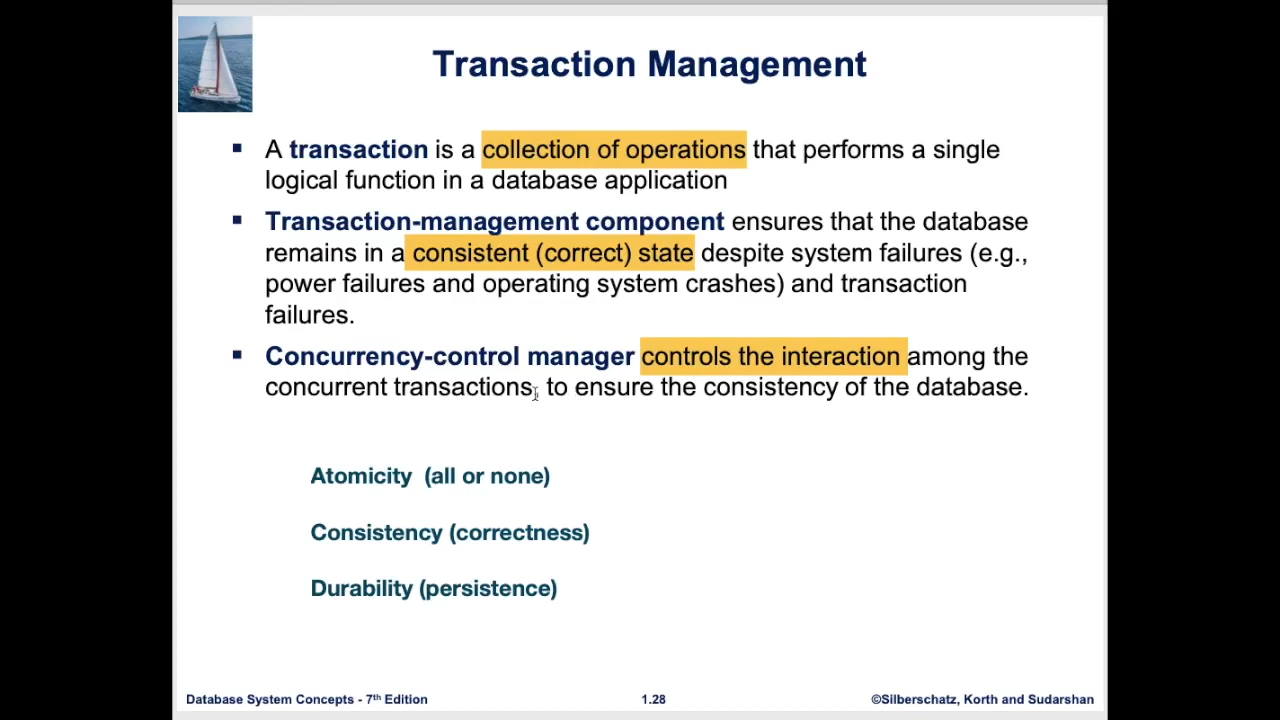 Transaction Management
▪ A transaction is a collection of operations that performs a single
logical function in a database application
▪ Transaction-management component ensures that the database
remains in a consistent (correct) state despite system failures (e.g.,
power failures and operating system crashes) and transaction
failures.
▪ Concurrency-control manager controls the interaction among the
concurrent transactions, to ensure the consistency of the database.
Atomicity (all or none)
Consistency (correctness)
Durability (persistence)
Database System Concepts - 7th Edition 1.28 ©Silberschatz, Korth and Sudarshan